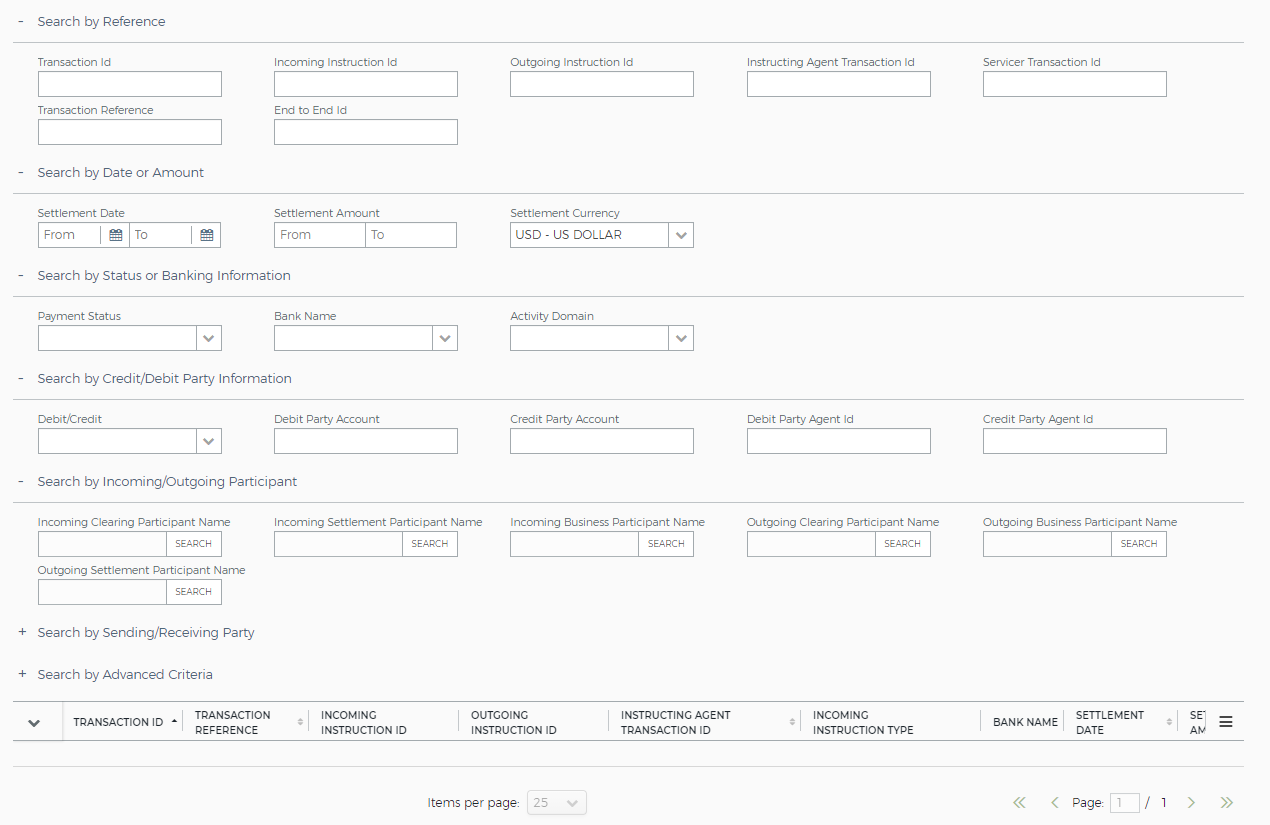 - Search by Reference
Transaction Id Incoming Instruction Id Outgoing Instruction Id Instructing Agent Transaction Id Servicer Transaction Id
Transaction Reference End to End Id
- Search by Date or Amount
Settlement Date Settlement Amount Settlement Currency
From To From To USD - US DOLLAR
- Search by Status or Banking Information
Payment Status Bank Name Activity Domain
- Search by Credit/Debit Party Information
Debit/Credit Debit Party Account Credit Party Account Debit Party Agent Id Credit Party Agent Id
- Search by Incoming/Outgoing Participant
Incoming Clearing Participant Name Incoming Settlement Participant Name Incoming Business Participant Name Outgoing Clearing Participant Name Outgoing Business Participant Name
SEARCH SEARCH SEARCH SEARCH SEARCH
Outgoing Settlement Participant Name
SEARCH
+ Search by Sending/Receiving Party
+ Search by Advanced Criteria
TRANSACTION ID
TRANSACTION
REFERENCE
INCOMING
INSTRUCTION ID
OUTGOING
INSTRUCTION ID
INSTRUCTING AGENT
TRANSACTION ID
INCOMING
INSTRUCTION TYPE
BANK NAME
SETTLEMENT
DATE
Items per page: 25 Page: 1 / 1